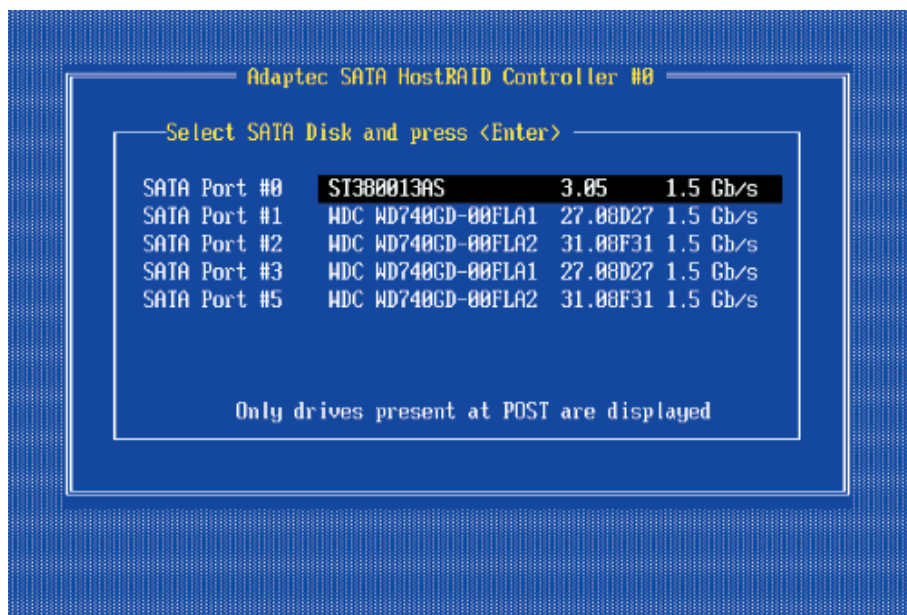 Adaptec SATA HostRAID Controller #0
Select SATA Disk and press <Enter>
SATA Port #0 ST380013AS 3.05 1.5 Gb/s
SATA Port #1 WDC WD740GD-00FLA1 27.08D27 1.5 Gb/s
SATA Port #2 WDC WD740GD-00FLA2 31.08F31 1.5 Gb/s
SATA Port #3 WDC WD740GD-00FLA1 27.08D27 1.5 Gb/s
SATA Port #5 WDC WD740GD-00FLA2 31.08F31 1.5 Gb/s
Only drives present at POST are displayed